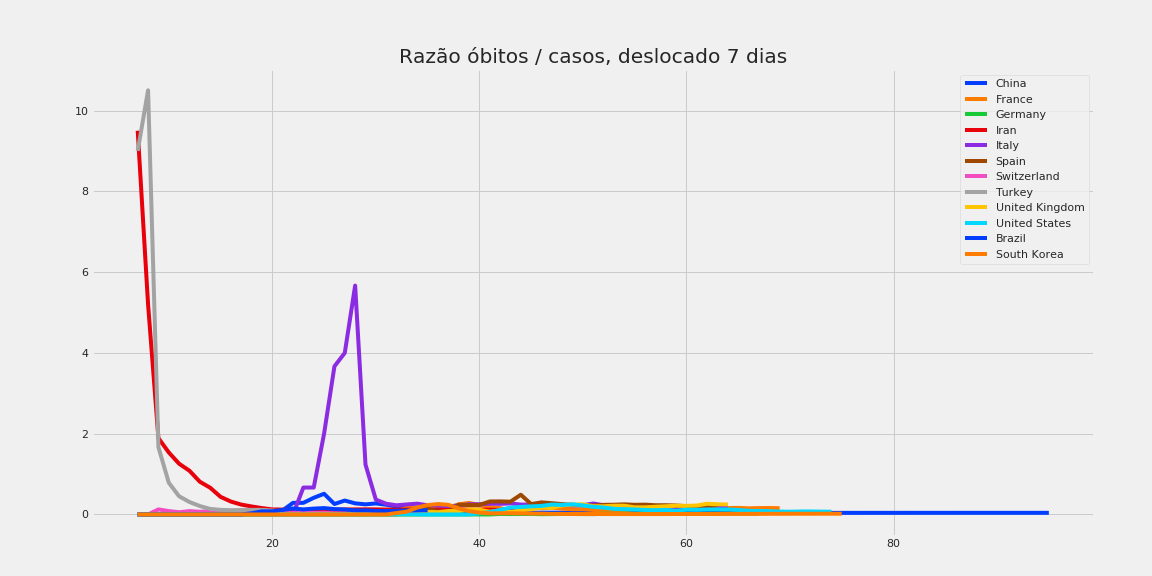 Razão óbitos / casos, deslocado 7 dias
10
8
6
4
2
0
20
40
60
80
China
France
Germany
Iran
Italy
Spain
Switzerland
Turkey
United Kingdom
United States
Brazil
South Korea